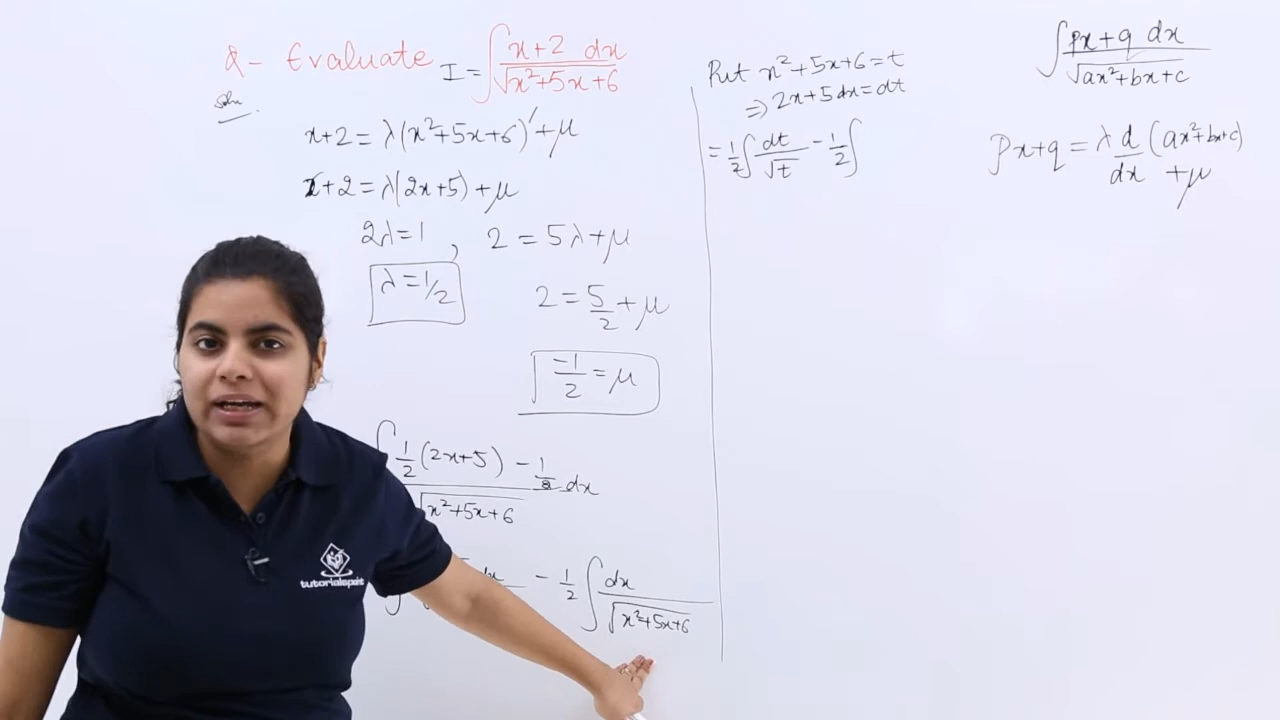 Q- Evaluate I = ∫ x+2 dx / √x²+5x+6
Soln.
x+2 = λ(x²+5x+6)′+μ
x+2 = λ(2x+5)+μ
2λ=1 , 2 = 5λ+μ
λ = 1/2
2 = 5/2 + μ
-1/2 = μ
∫ 1/2 (2x+5) - 1/2 dx / √x²+5x+6
dx - 1/2 ∫ dx / √x²+5x+6
Put x²+5x+6 = t
⇒ 2x+5 dx = dt
= 1/2 ∫ dt/√t - 1/2 ∫
∫ px+q dx / √ax²+bx+c
px+q = λ d/dx (ax²+bx+c) + μ
tutorialspoint